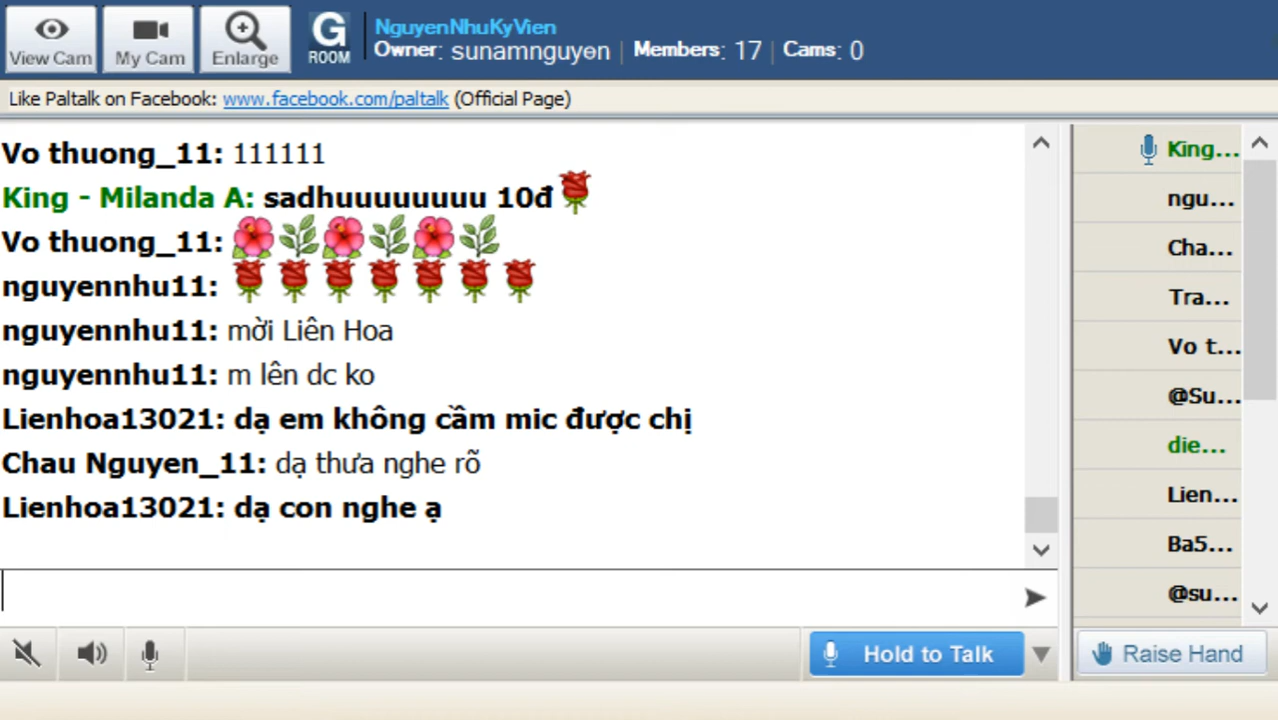 View Cam
My Cam
Enlarge
G
ROOM
NguyenNhuKyVien
Owner: sunamnguyen | Members: 17 | Cams: 0
Like Paltalk on Facebook: www.facebook.com/paltalk (Official Page)
Vo thuong_11: 111111
King - Milanda A: sadhuuuuuuuu 10đ
Vo thuong_11:
nguyennhu11:
nguyennhu11: mời Liên Hoa
nguyennhu11: m lên dc ko
Lienhoa13021: dạ em không cầm mic được chị
Chau Nguyen_11: dạ thưa nghe rõ
Lienhoa13021: dạ con nghe ạ
King...
ngu...
Cha...
Tra...
Vo t...
@Su...
die...
Lien...
Ba5...
@su...
Hold to Talk
Raise Hand